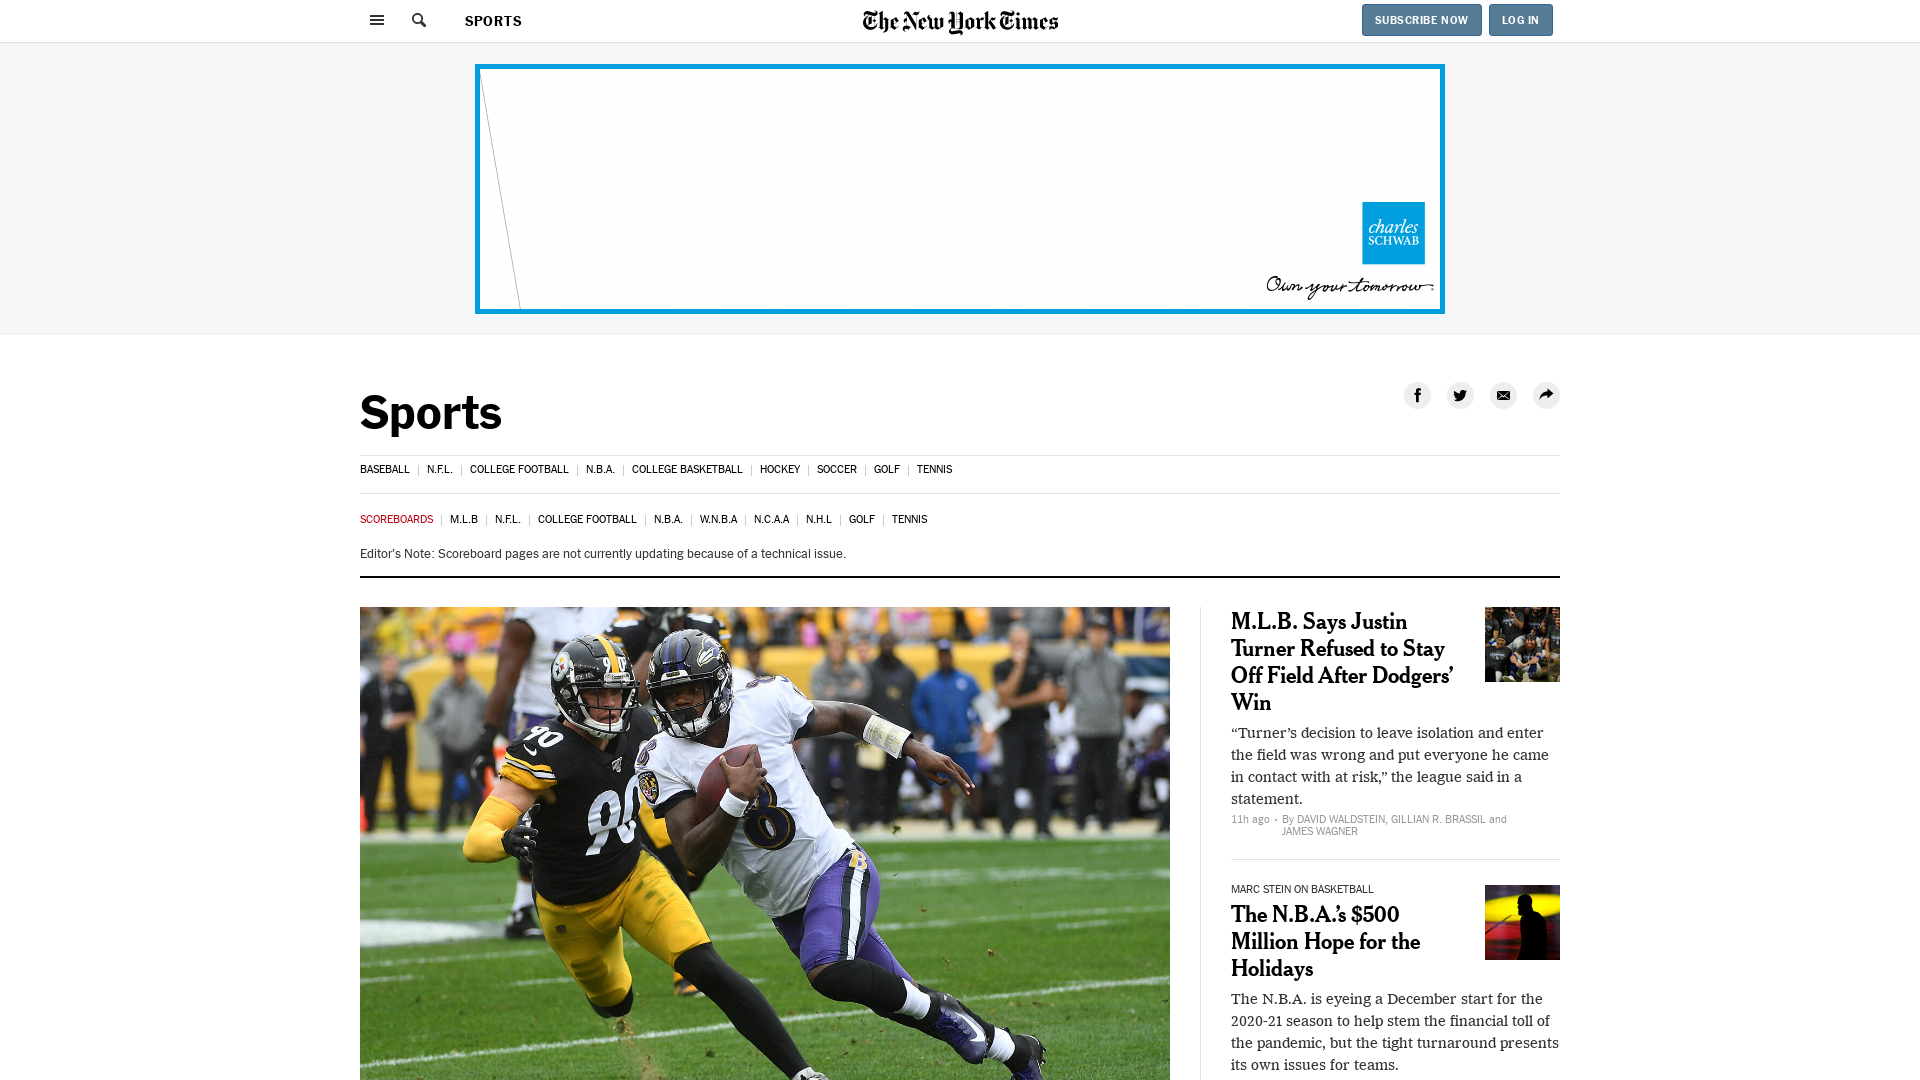 SPORTS
The New York Times
SUBSCRIBE NOW
LOG IN
charles
SCHWAB
Own your tomorrow
Sports
BASEBALL
N.F.L.
COLLEGE FOOTBALL
N.B.A.
COLLEGE BASKETBALL
HOCKEY
SOCCER
GOLF
TENNIS
SCOREBOARDS
M.L.B
N.F.L.
COLLEGE FOOTBALL
N.B.A.
W.N.B.A
N.C.A.A
N.H.L
GOLF
TENNIS
Editor's Note: Scoreboard pages are not currently updating because of a technical issue.
90
90
90
8
B
M.L.B. Says Justin
Turner Refused to Stay
Off Field After Dodgers’
Win
“Turner’s decision to leave isolation and enter
the field was wrong and put everyone he came
in contact with at risk,” the league said in a
statement.
11h ago • By DAVID WALDSTEIN, GILLIAN R. BRASSIL and
JAMES WAGNER
MARC STEIN ON BASKETBALL
The N.B.A.’s $500
Million Hope for the
Holidays
The N.B.A. is eyeing a December start for the
2020-21 season to help stem the financial toll of
the pandemic, but the tight turnaround presents
its own issues for teams.